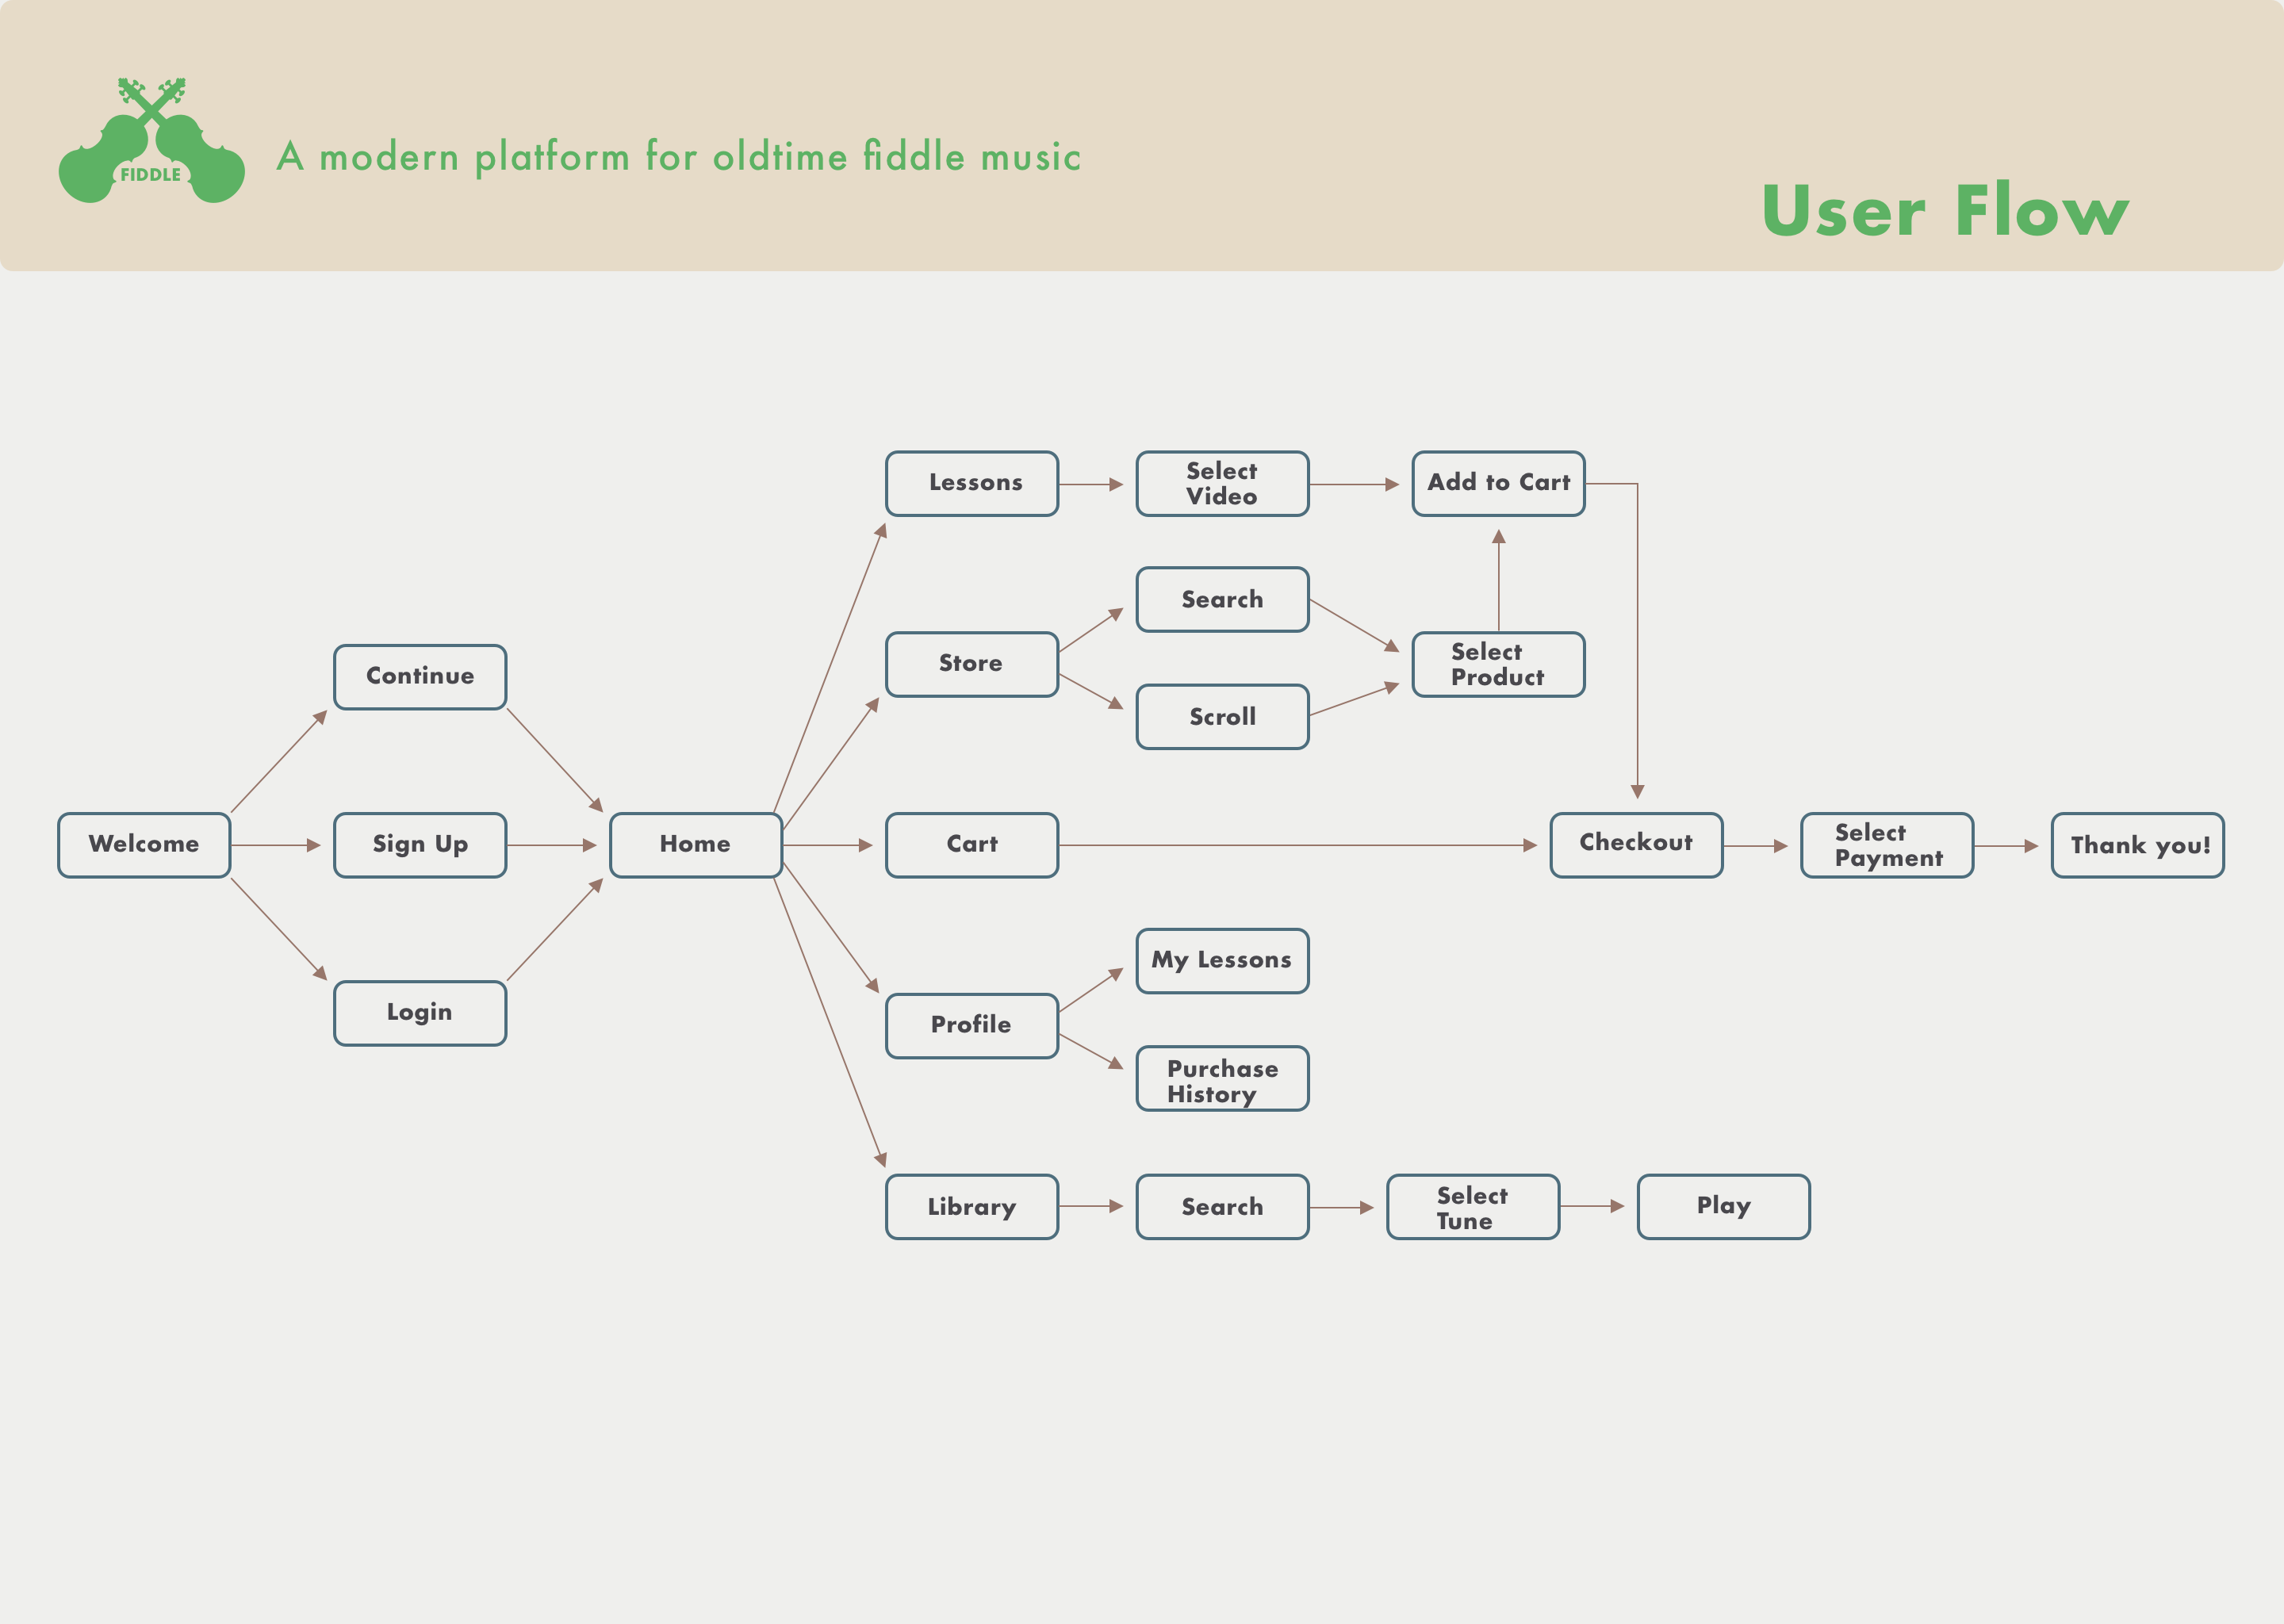 FIDDLE
A modern platform for oldtime fiddle music
User Flow
Lessons
Select
Video
Add to Cart
Search
Store
Select
Product
Scroll
Continue
Welcome
Sign Up
Home
Cart
Checkout
Select
Payment
Thank you!
Login
My Lessons
Profile
Purchase
History
Library
Search
Select
Tune
Play